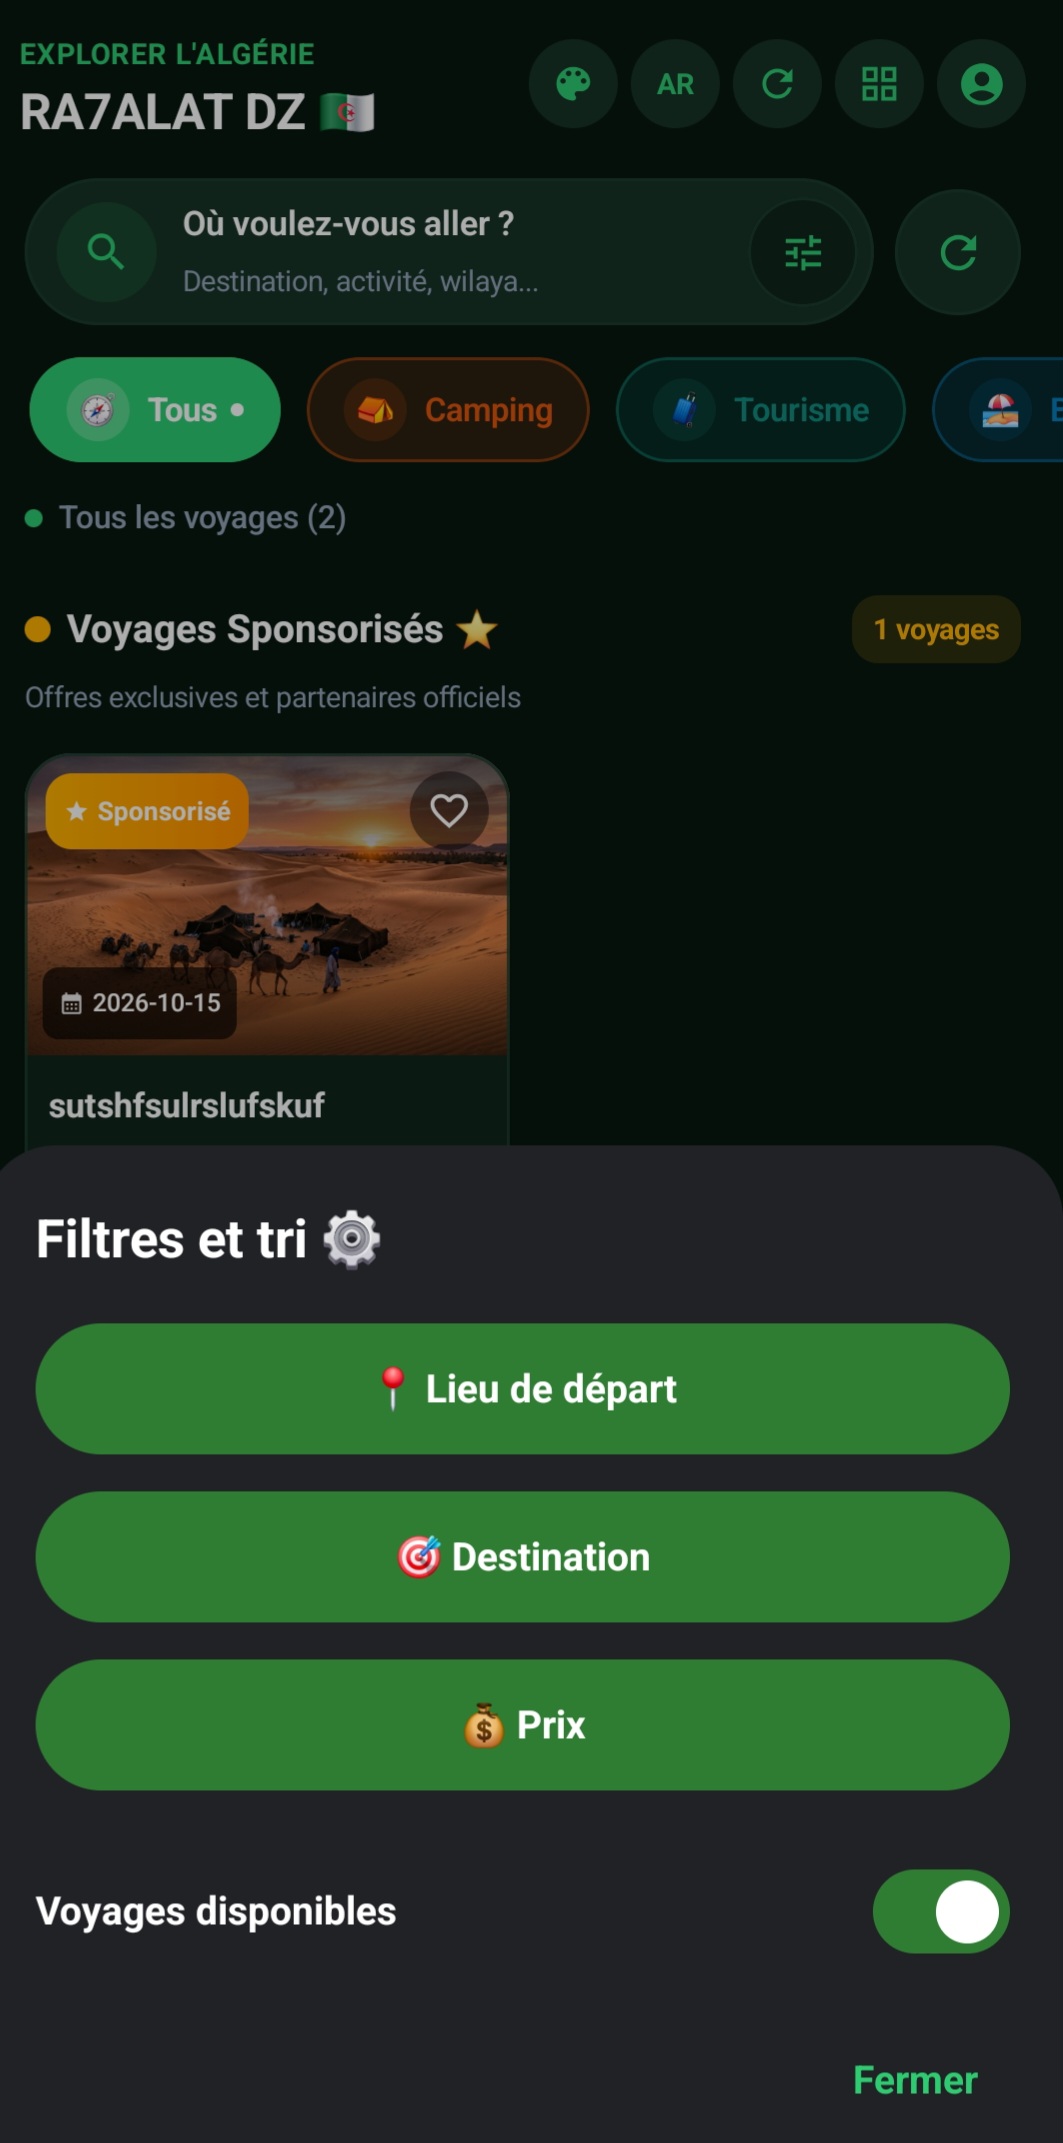 EXPLORER L'ALGÉRIE
RA7ALAT DZ 🇩🇿
AR
Où voulez-vous aller ?
Destination, activité, wilaya...
Tous •
Camping
Tourisme
Tous les voyages (2)
Voyages Sponsorisés ⭐
1 voyages
Offres exclusives et partenaires officiels
★ Sponsorisé
2026-10-15
sutshfsulrslufskuf
Filtres et tri ⚙️
📍 Lieu de départ
🎯 Destination
💰 Prix
Voyages disponibles
Fermer